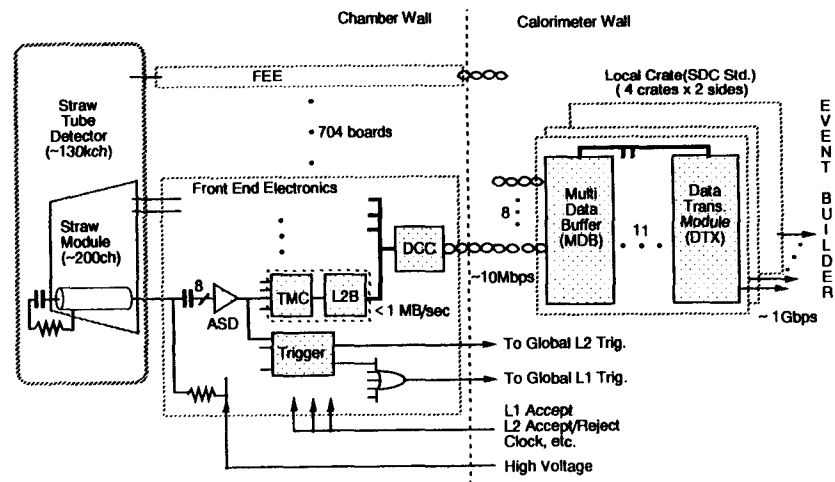 Chamber Wall
Calorimeter Wall
FEE
Local Crate(SDC Std.)
( 4 crates x 2 sides)
Straw
Tube
Detector
(~130kch)
704 boards
EVENT BUILDER
Front End Electronics
Straw
Module
(~200ch)
8
ASD
TMC
L2B
< 1 MB/sec
DCC
~10Mbps
8
Multi
Data
Buffer
(MDB)
11
Data
Trans.
Module
(DTX)
~ 1Gbps
Trigger
To Global L2 Trig.
To Global L1 Trig.
L1 Accept
L2 Accept/Reject
Clock, etc.
High Voltage